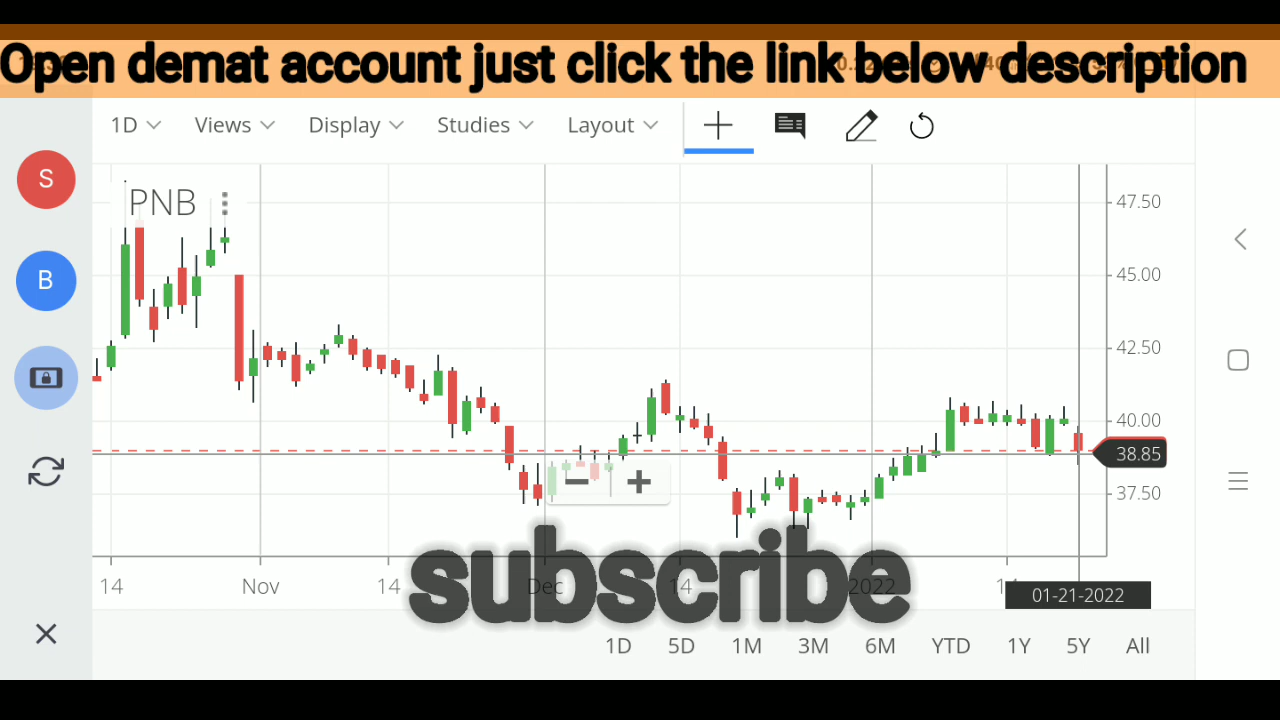 Open demat account just click the link below description
1D Views Display Studies Layout
S
PNB
B
47.50
45.00
42.50
40.00
38.85
37.50
subscribe
14 Nov 14 Dec 14 2022
01-21-2022
1D 5D 1M 3M 6M YTD 1Y 5Y All